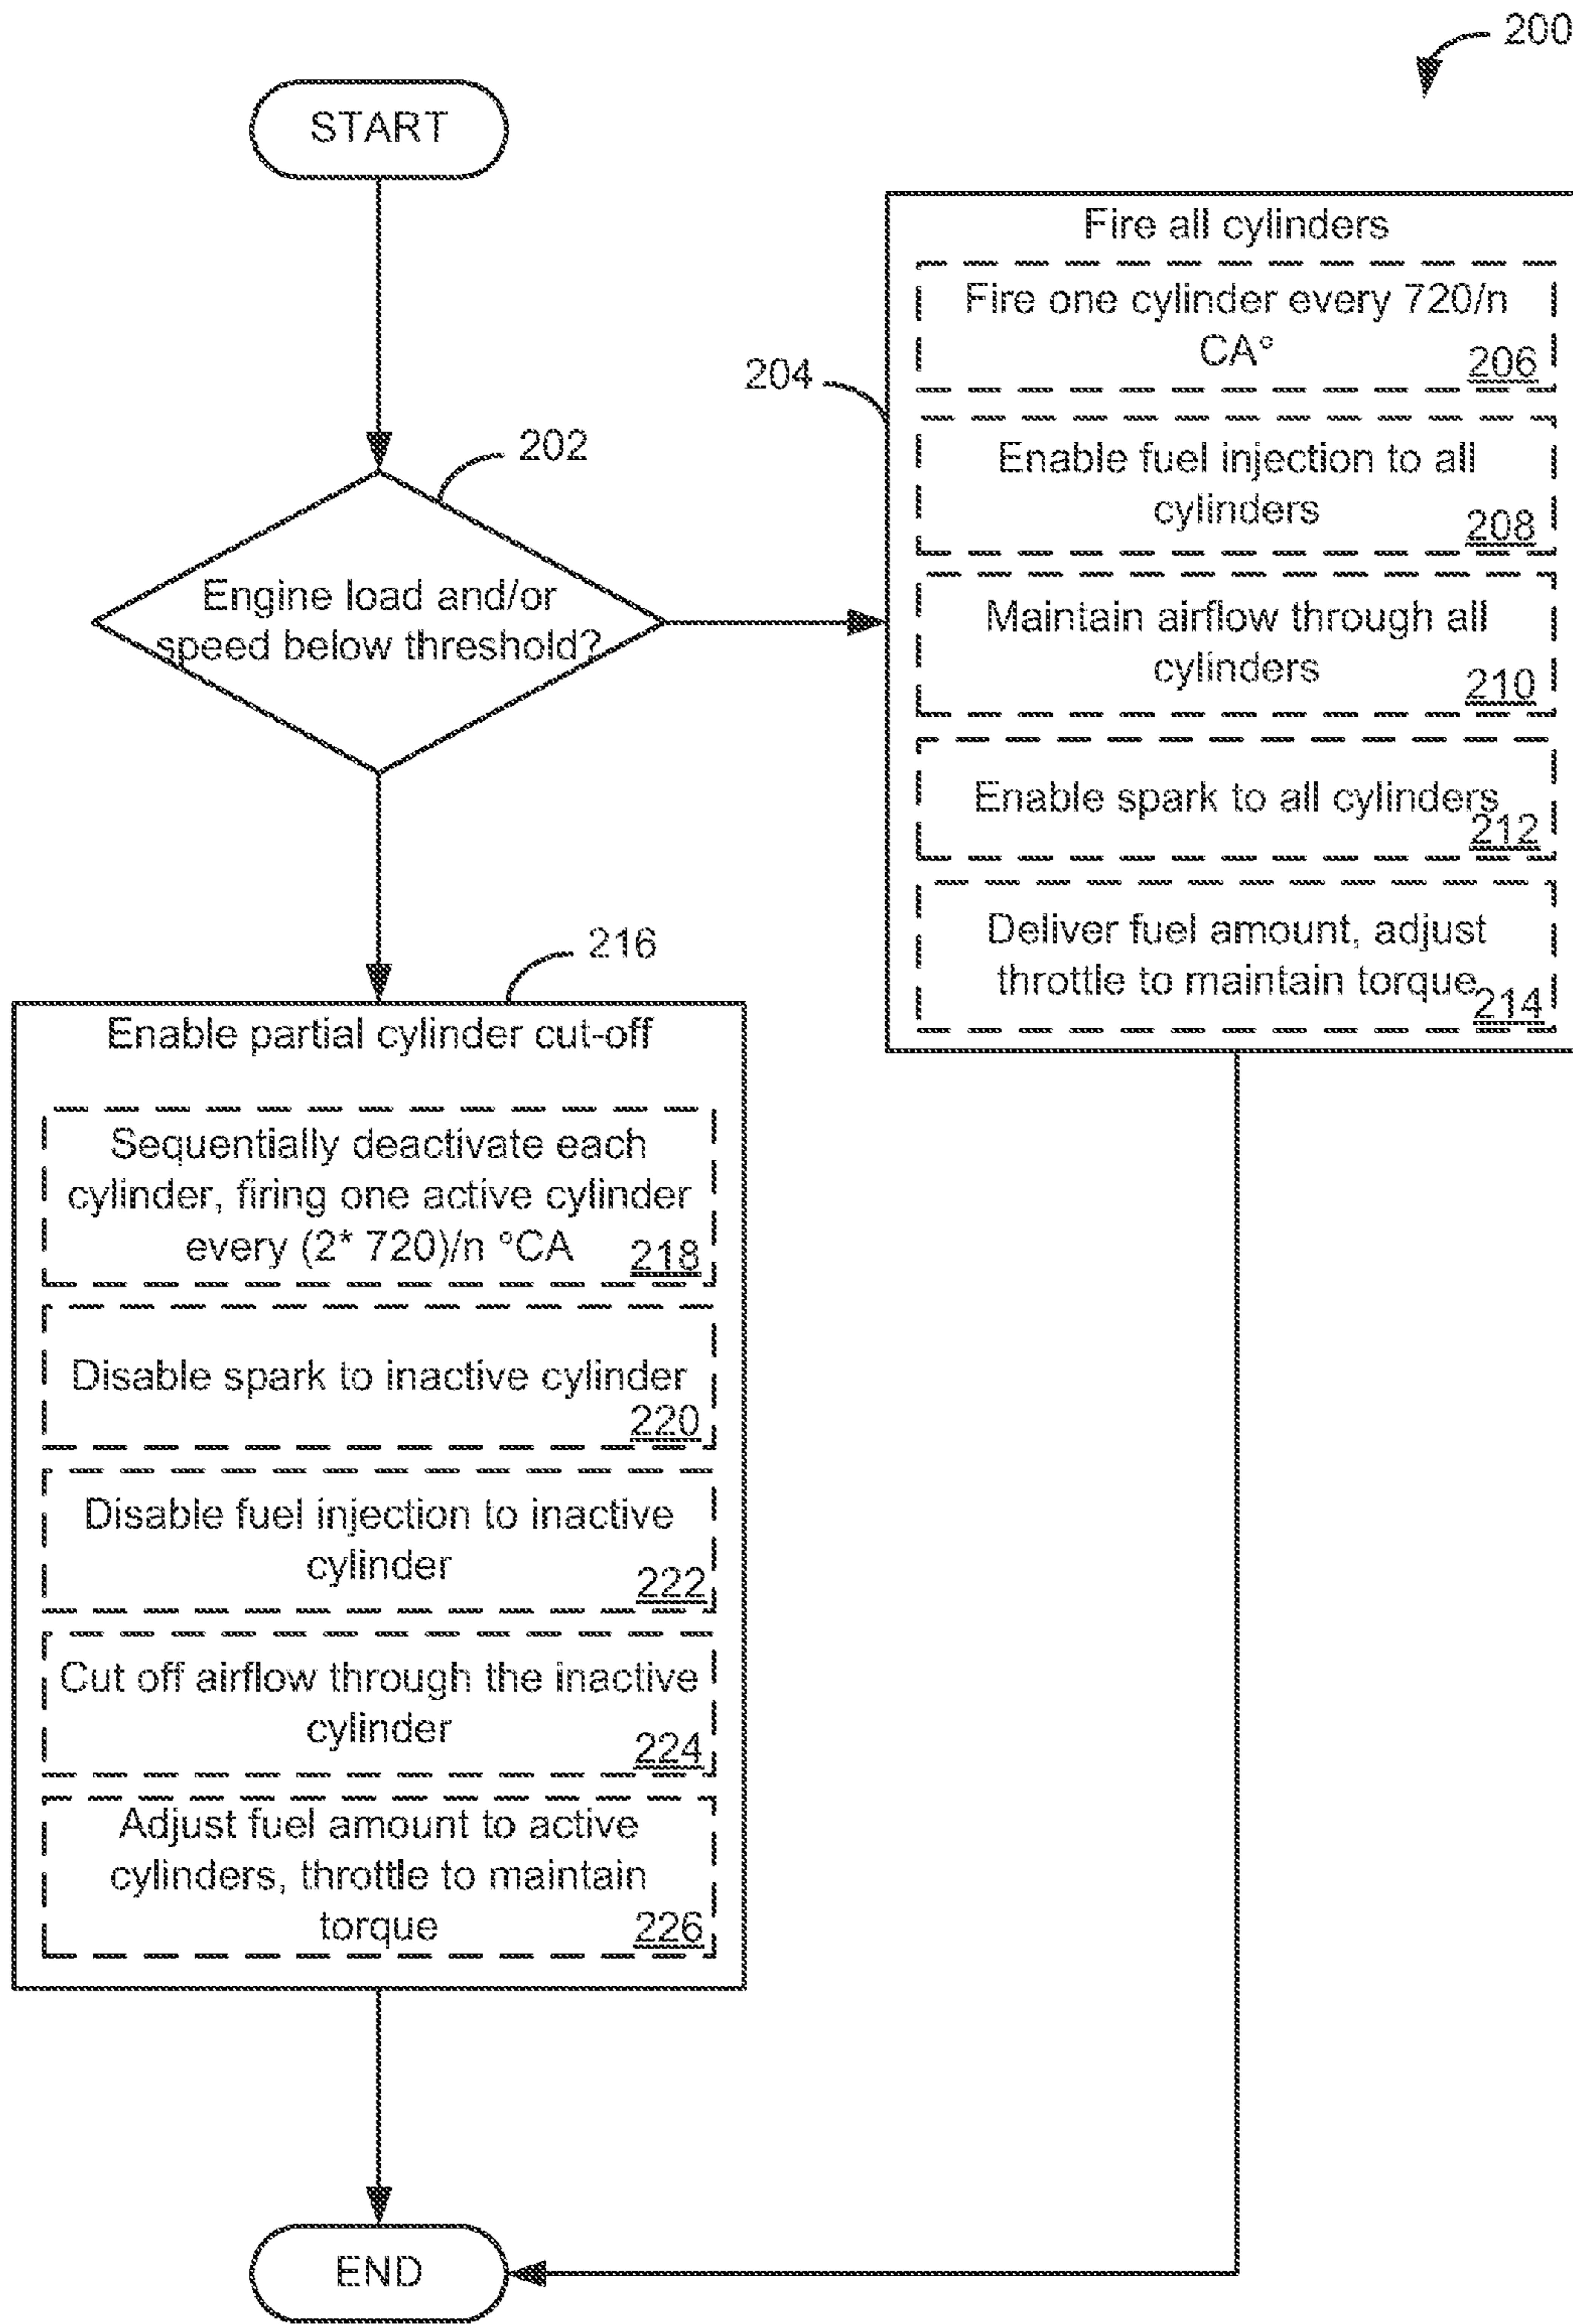 200
START
202
Engine load and/or
speed below threshold?
204
Fire all cylinders
Fire one cylinder every 720/n
CA°
206
Enable fuel injection to all
cylinders
208
Maintain airflow through all
cylinders
210
Enable spark to all cylinders
212
Deliver fuel amount, adjust
throttle to maintain torque
214
216
Enable partial cylinder cut-off
Sequentially deactivate each
cylinder, firing one active cylinder
every (2* 720)/n °CA
218
Disable spark to inactive cylinder
220
Disable fuel injection to inactive
cylinder
222
Cut off airflow through the inactive
cylinder
224
Adjust fuel amount to active
cylinders, throttle to maintain
torque
226
END